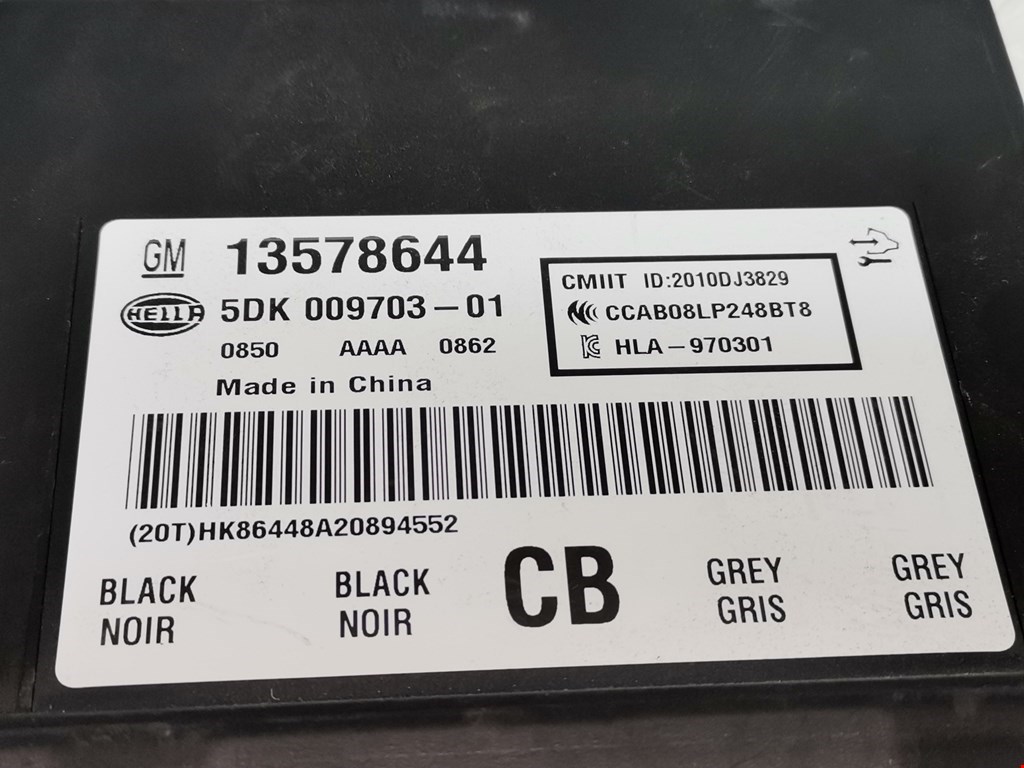 GM 13578644
HELLA 5DK 009703-01
0850 AAAA 0862
Made in China
CMIIT ID:2010DJ3829
CCAB08LP248BT8
HLA-970301
(20T)HK86448A20894552
BLACK NOIR
BLACK NOIR
CB
GREY GRIS
GREY GRIS